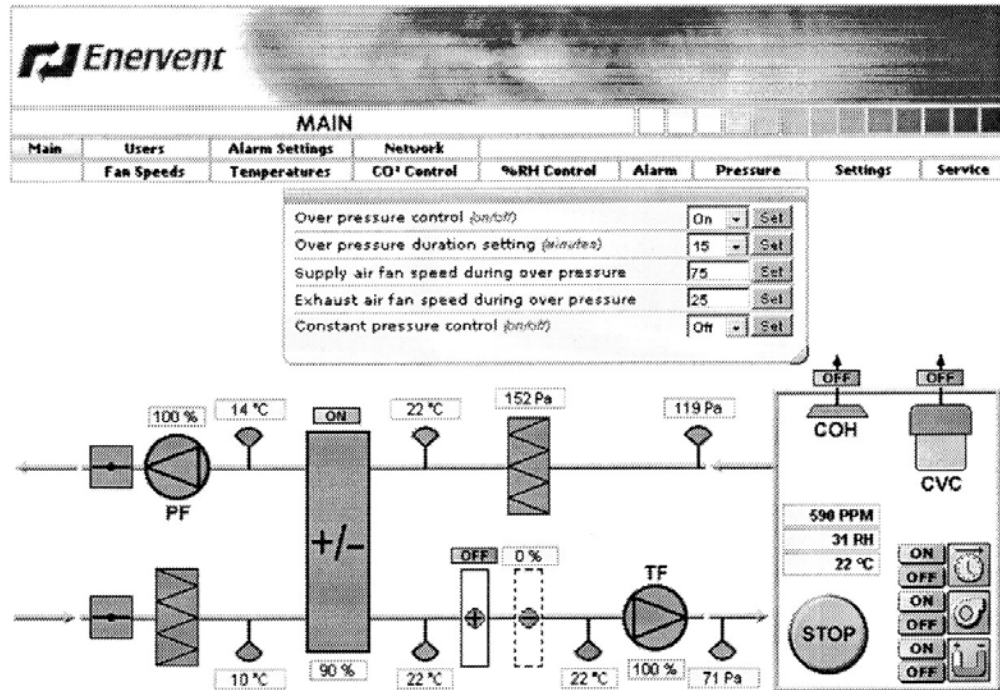 Enervent
MAIN
Main Users Alarm Settings Network
Fan Speeds Temperatures CO² Control %RH Control Alarm Pressure Settings Service
Over pressure control (on/off) On Set
Over pressure duration setting (minutes) 15 Set
Supply air fan speed during over pressure 75 Set
Exhaust air fan speed during over pressure 25 Set
Constant pressure control (on/off) Off Set
OFF OFF
100 % 14 °C ON 22 °C 152 Pa 119 Pa
COH
CVC
PF
+/-
590 PPM
31 RH
22 °C
OFF 0 %
TF
ON
OFF
ON
OFF
ON
OFF
STOP
10 °C 90 % 22 °C 22 °C 100 % 71 Pa